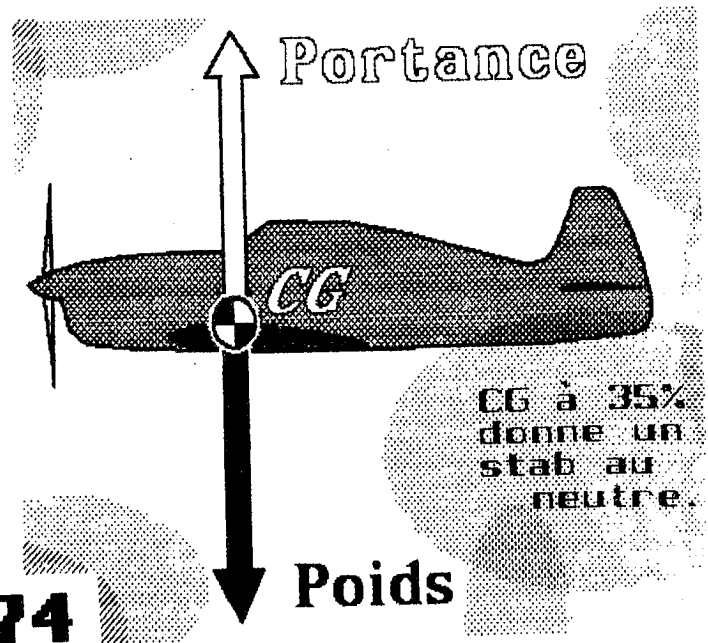 Portance
CG
CG à 35%
donne un
stab au
neutre.
Poids
74